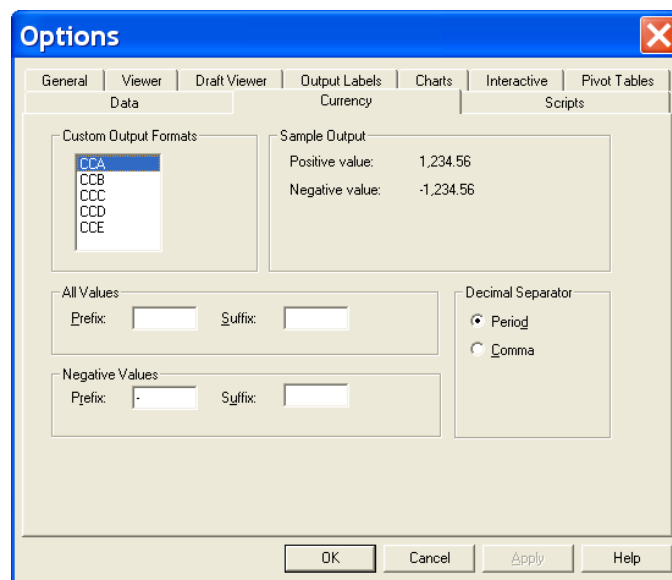 Options
General Viewer Draft Viewer Output Labels Charts Interactive Pivot Tables
Data Currency Scripts
Custom Output Formats
CCA
CCB
CCC
CCD
CCE
Sample Output
Positive value: 1,234.56
Negative value: -1,234.56
All Values
Prefix: Suffix:
Decimal Separator
Period
Comma
Negative Values
Prefix: - Suffix:
OK Cancel Apply Help